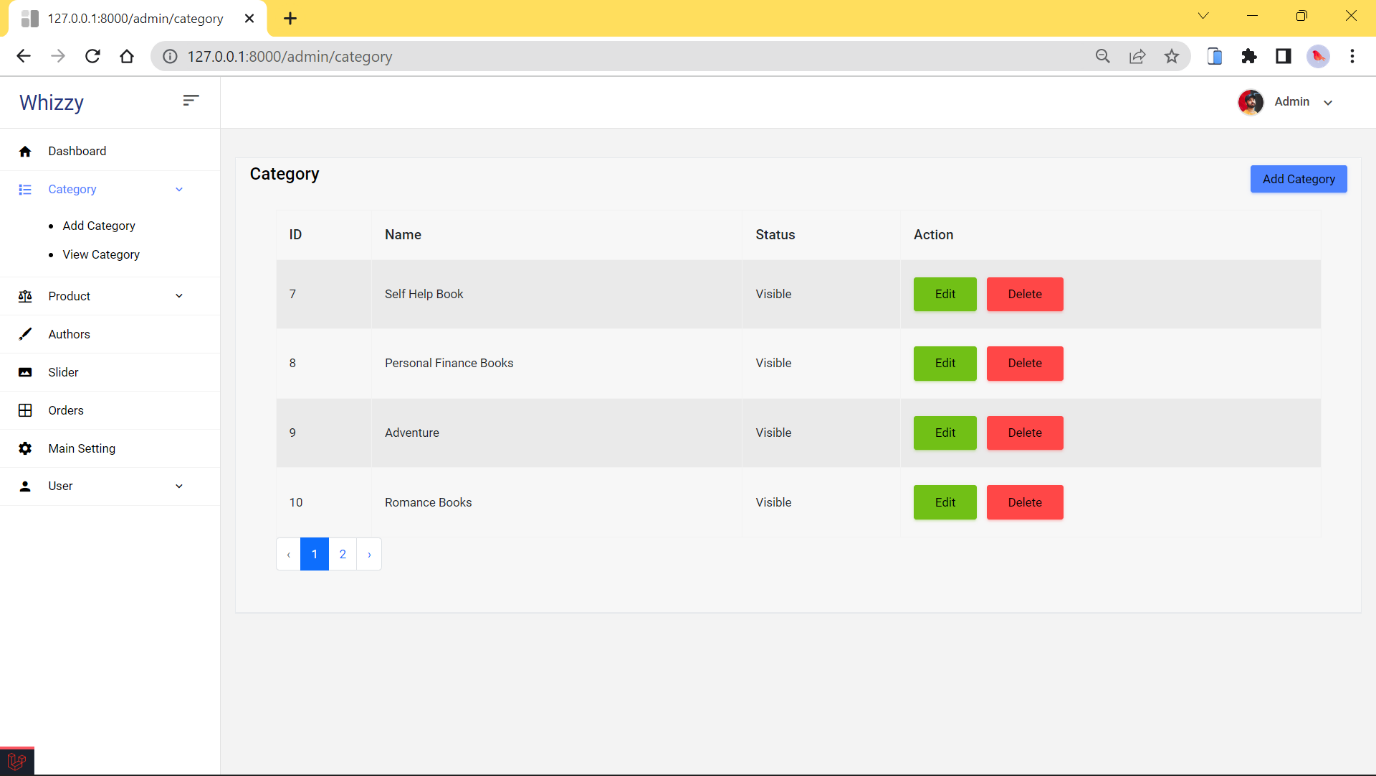 127.0.0.1:8000/admin/category
127.0.0.1:8000/admin/category
Whizzy
Admin
Dashboard
Category
Add Category
View Category
Product
Authors
Slider
Orders
Main Setting
User
Category
Add Category
ID Name Status Action
7 Self Help Book Visible Edit Delete
8 Personal Finance Books Visible Edit Delete
9 Adventure Visible Edit Delete
10 Romance Books Visible Edit Delete
‹ 1 2 ›